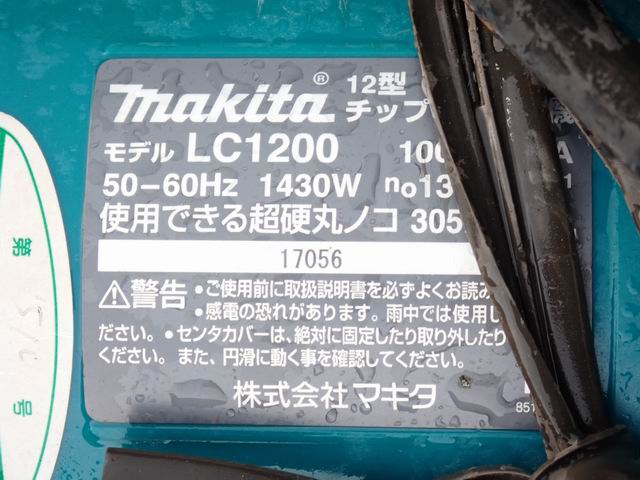 makita® 12型
チップ
モデル LC1200 100
50-60Hz 1430W no13
使用できる超硬丸ノコ 305
17056
⚠警告 •ご使用前に取扱説明書を必ずよくお読み
•感電の恐れがあります。雨中では使用し
ださい。•センタカバーは、絶対に固定したり取り外したり
ください。また、円滑に動く事を確認してください。
株式会社マキタ
851
第
号